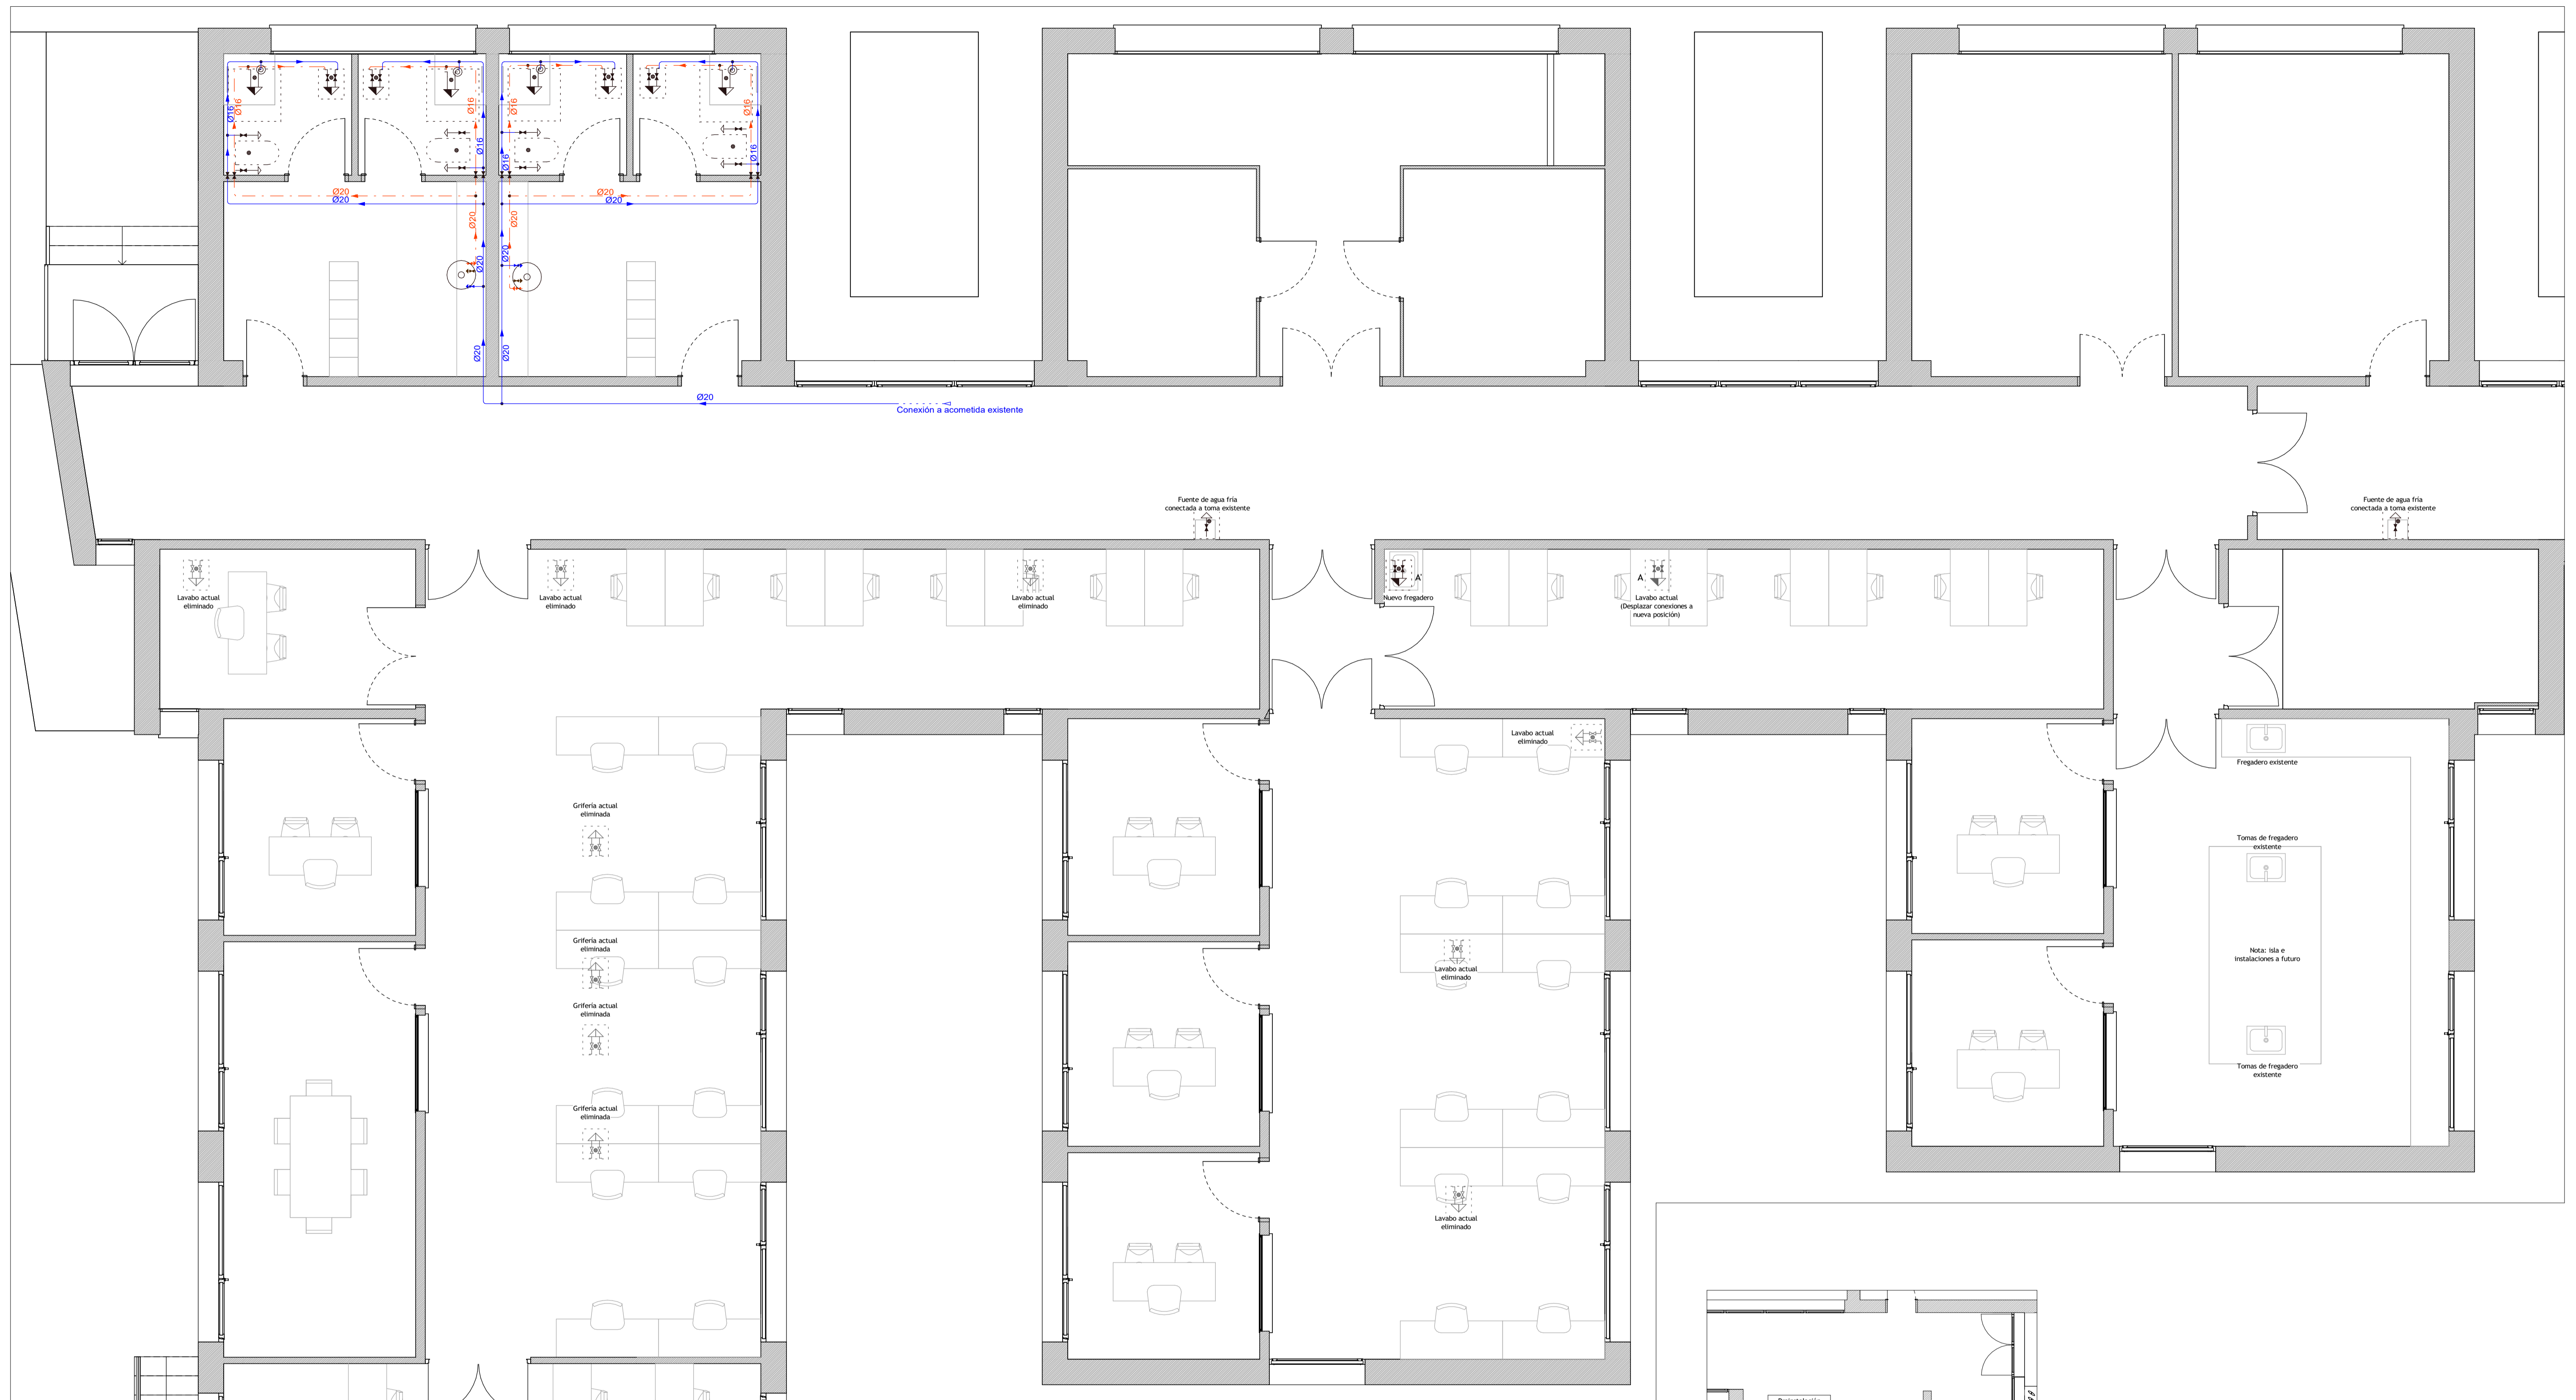 Ø16
Ø16
Ø16
Ø16
Ø16
Ø16
Ø16
Ø16
Ø20
Ø20
Ø20
Ø20
Ø20
Ø20
Ø20
Ø20
Ø20
Ø20
Ø20
Conexión a acometida existente
Fuente de agua fría
conectada a toma existente
Fuente de agua fría
conectada a toma existente
Lavabo actual
eliminado
Lavabo actual
eliminado
Lavabo actual
eliminado
A'
Nuevo fregadero
A
Lavabo actual
(Desplazar conexiones a
nueva posición)
Lavabo actual
eliminado
Fregadero existente
Grifería actual
eliminada
Tomas de fregadero
existente
Grifería actual
eliminada
Lavabo actual
eliminado
Nota: isla e
instalaciones a futuro
Grifería actual
eliminada
Tomas de fregadero
existente
Grifería actual
eliminada
Lavabo actual
eliminado